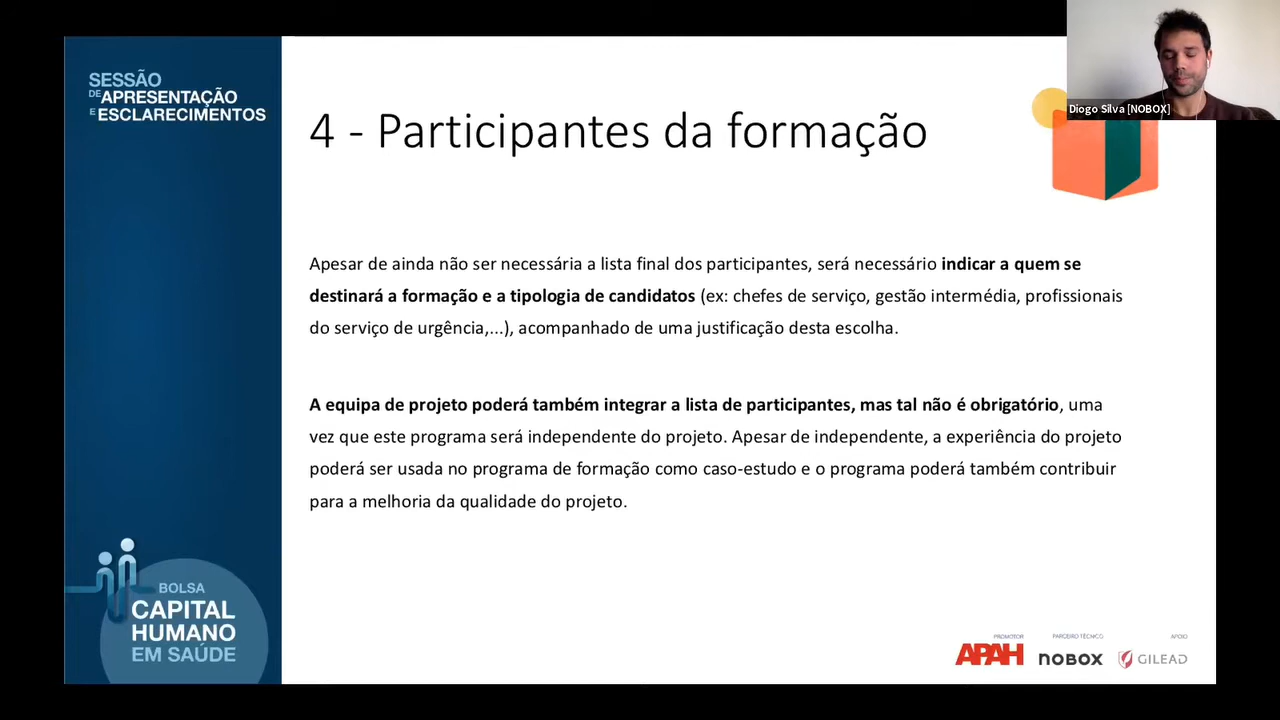 SESSÃO
DE APRESENTAÇÃO
E ESCLARECIMENTOS
4 - Participantes da formação
Diogo Silva [NOBOX]
Apesar de ainda não ser necessária a lista final dos participantes, será necessário indicar a quem se
destinará a formação e a tipologia de candidatos (ex: chefes de serviço, gestão intermédia, profissionais
do serviço de urgência,...), acompanhado de uma justificação desta escolha.
A equipa de projeto poderá também integrar a lista de participantes, mas tal não é obrigatório, uma
vez que este programa será independente do projeto. Apesar de independente, a experiência do projeto
poderá ser usada no programa de formação como caso-estudo e o programa poderá também contribuir
para a melhoria da qualidade do projeto.
BOLSA
CAPITAL
HUMANO
EM SAÚDE
PROMOTOR
APAH
PARCEIRO TÉCNICO
nobox
APOIO
GILEAD